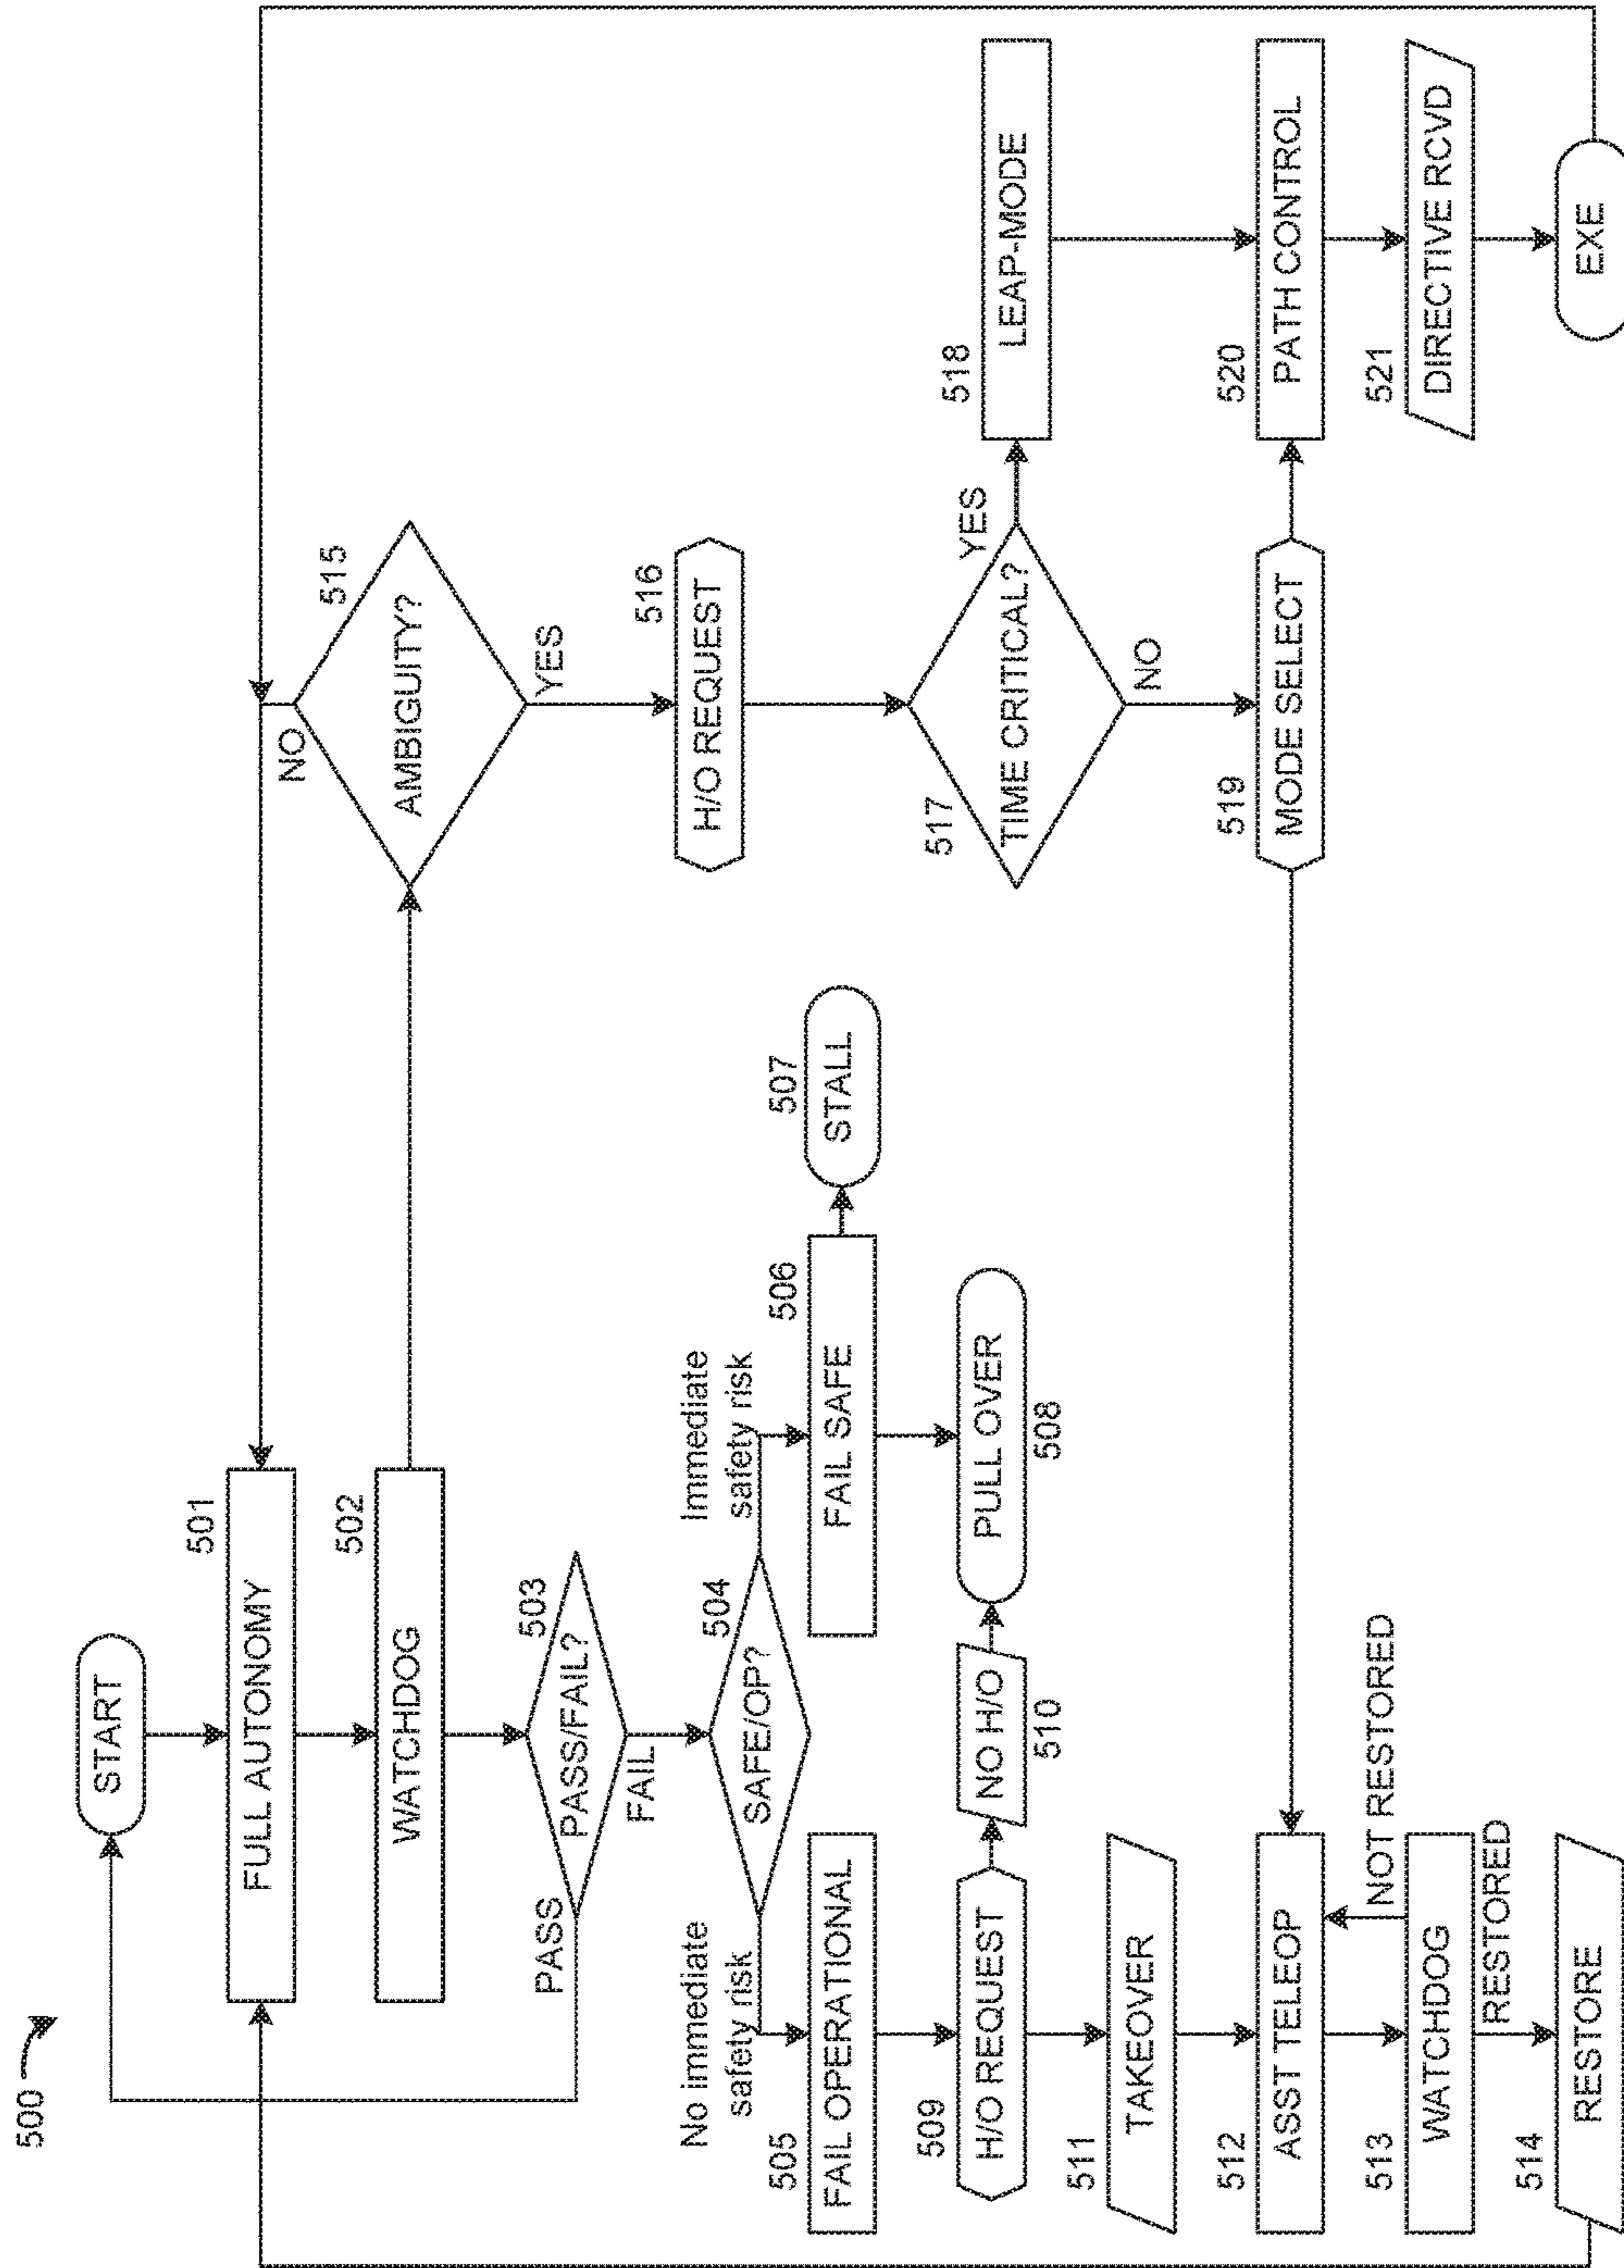 500
START
FULL AUTONOMY
501
WATCHDOG
502
PASS/FAIL?
503
PASS
FAIL
SAFE/OP?
504
No immediate
safety risk
Immediate
safety risk
505
FAIL OPERATIONAL
FAIL SAFE
506
STALL
507
509
H/O REQUEST
NO H/O
510
PULL OVER
508
511
TAKEOVER
512
ASST TELEOP
NOT RESTORED
513
WATCHDOG
RESTORED
514
RESTORE
NO
AMBIGUITY?
515
YES
H/O REQUEST
516
517
TIME CRITICAL?
YES
NO
518
LEAP-MODE
519
MODE SELECT
520
PATH CONTROL
521
DIRECTIVE RCVD
EXE